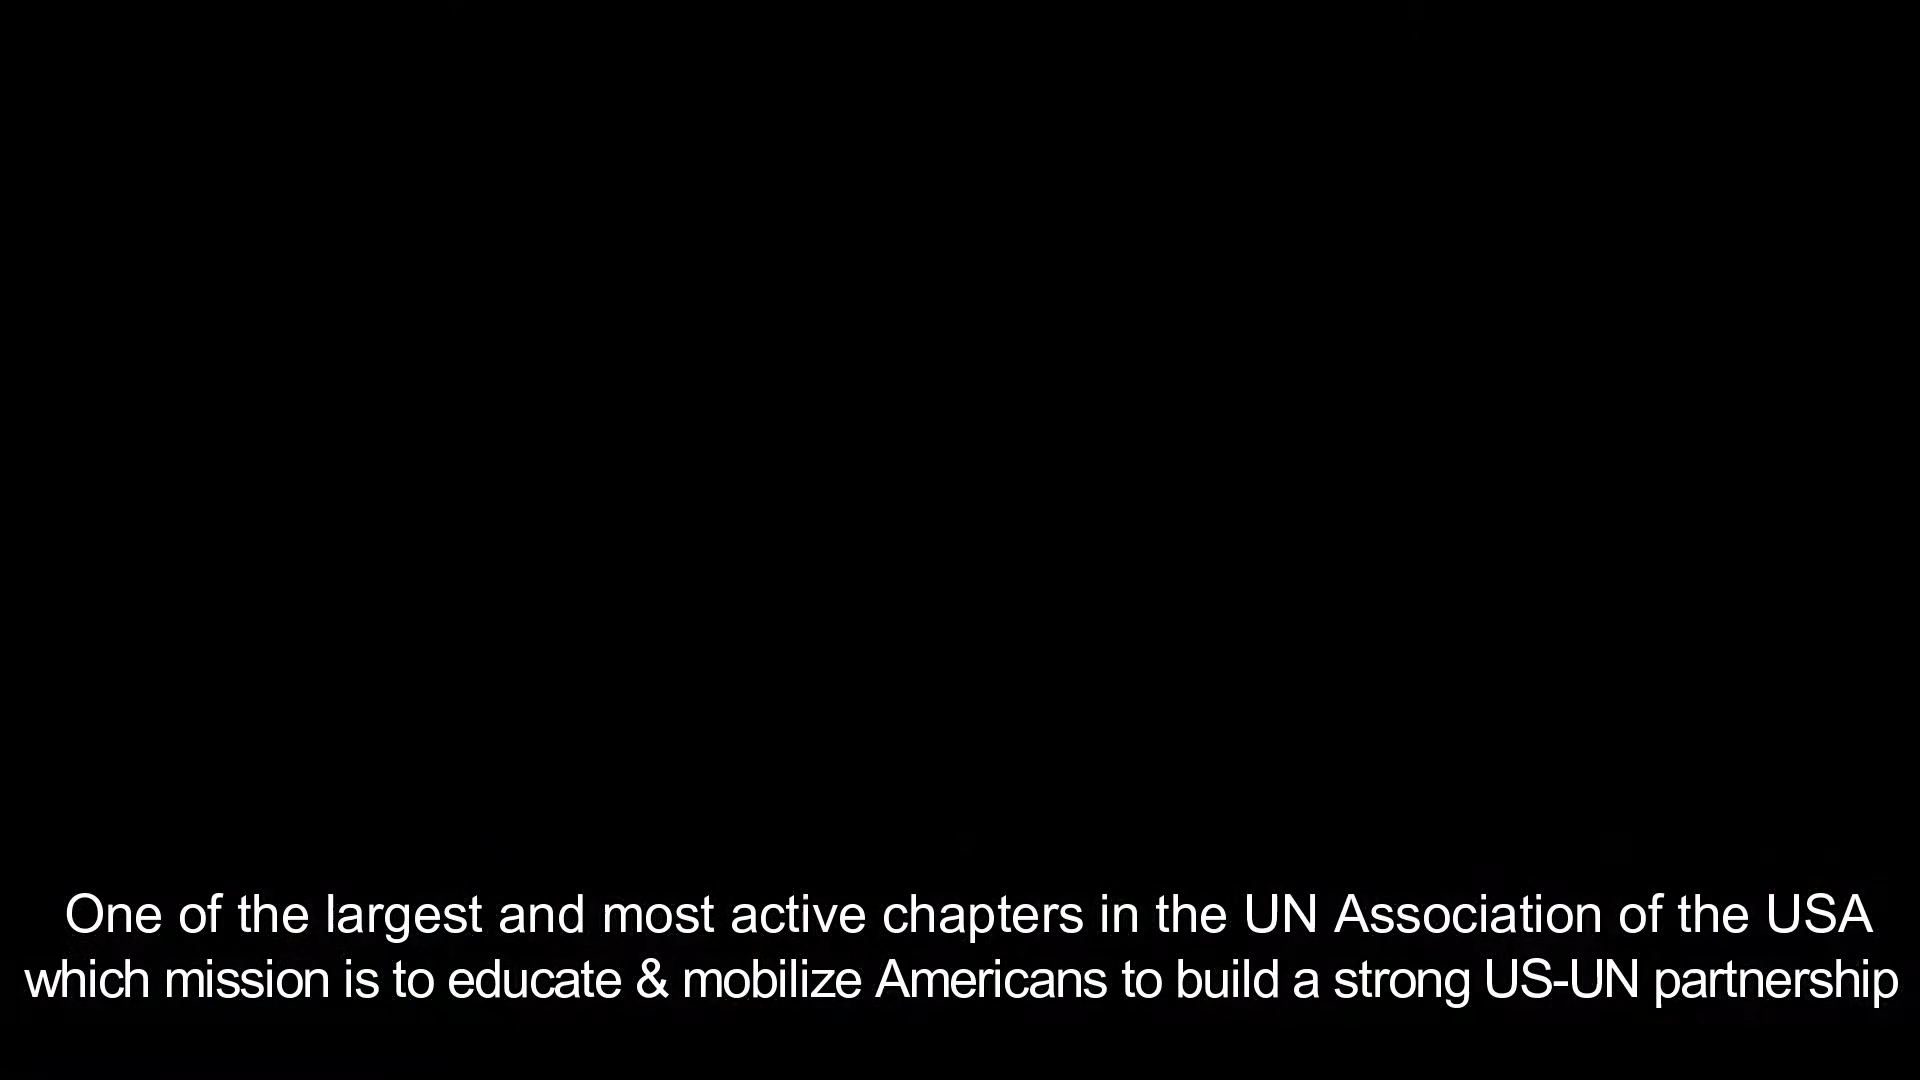 One of the largest and most active chapters in the UN Association of the USA
which mission is to educate & mobilize Americans to build a strong US-UN partnership